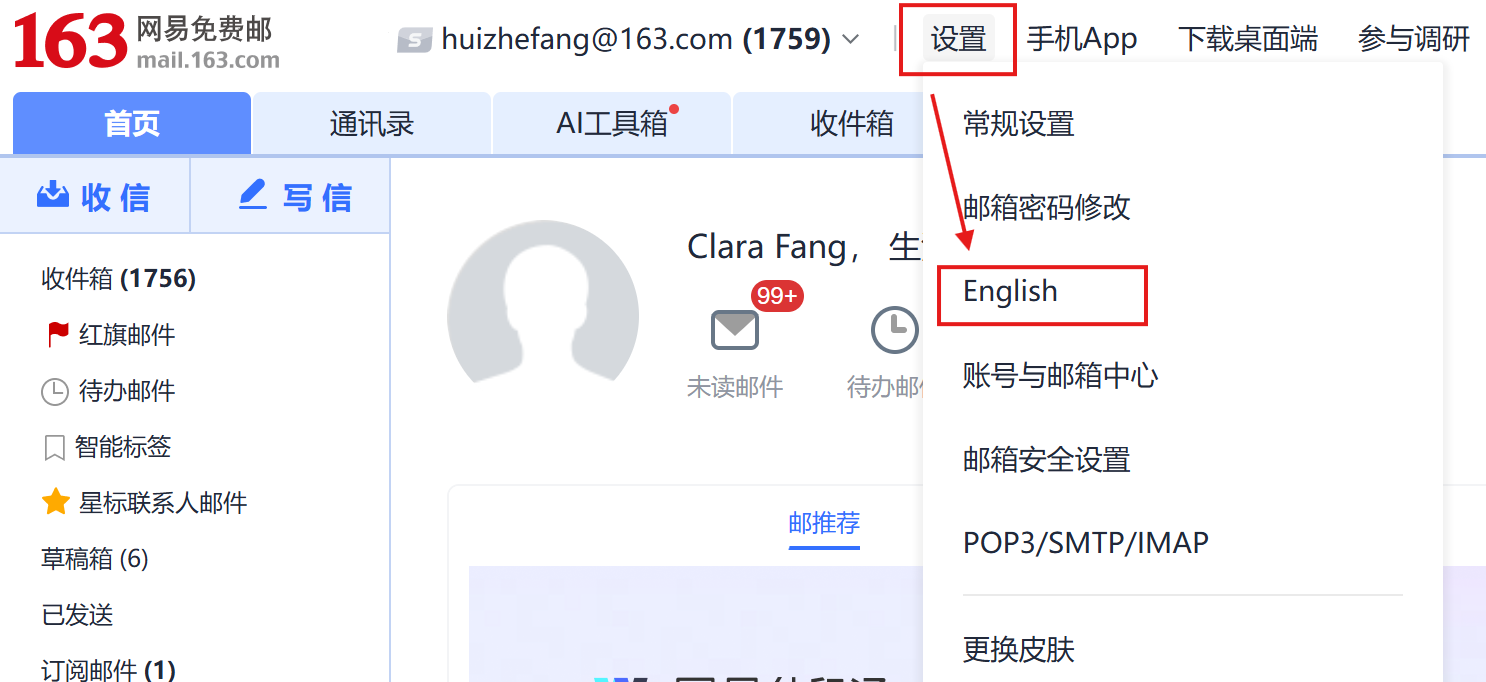 163 网易免费邮
mail.163.com
huizhefang@163.com (1759)
设置 手机App 下载桌面端 参与调研
首页 通讯录 AI工具箱 收件箱
收信 写信
收件箱 (1756)
红旗邮件
待办邮件
智能标签
星标联系人邮件
草稿箱 (6)
已发送
订阅邮件 (1)
Clara Fang，
99+
未读邮件 待办邮
邮推荐
常规设置
邮箱密码修改
English
账号与邮箱中心
邮箱安全设置
POP3/SMTP/IMAP
更换皮肤